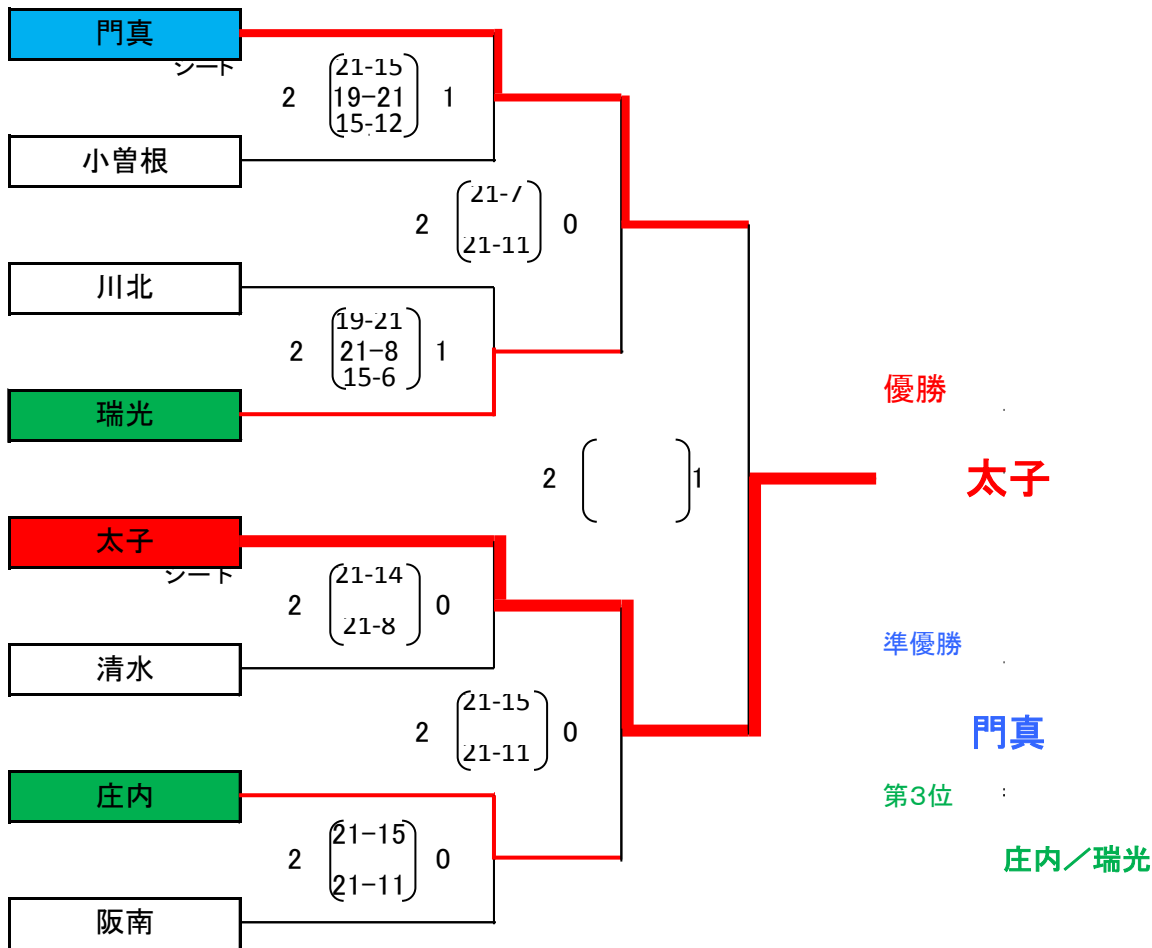 門真
シート
21-15
2 19-21 1
15-12
小曽根
21-7
2 0
21-11
川北
19-21
2 21-8 1
15-6
瑞光
優勝
2 1
太子
太子
シート
21-14
2 0
21-8
準優勝
清水
21-15
2 0
21-11
門真
庄内
第3位 :
21-15
2 0
21-11
庄内／瑞光
阪南